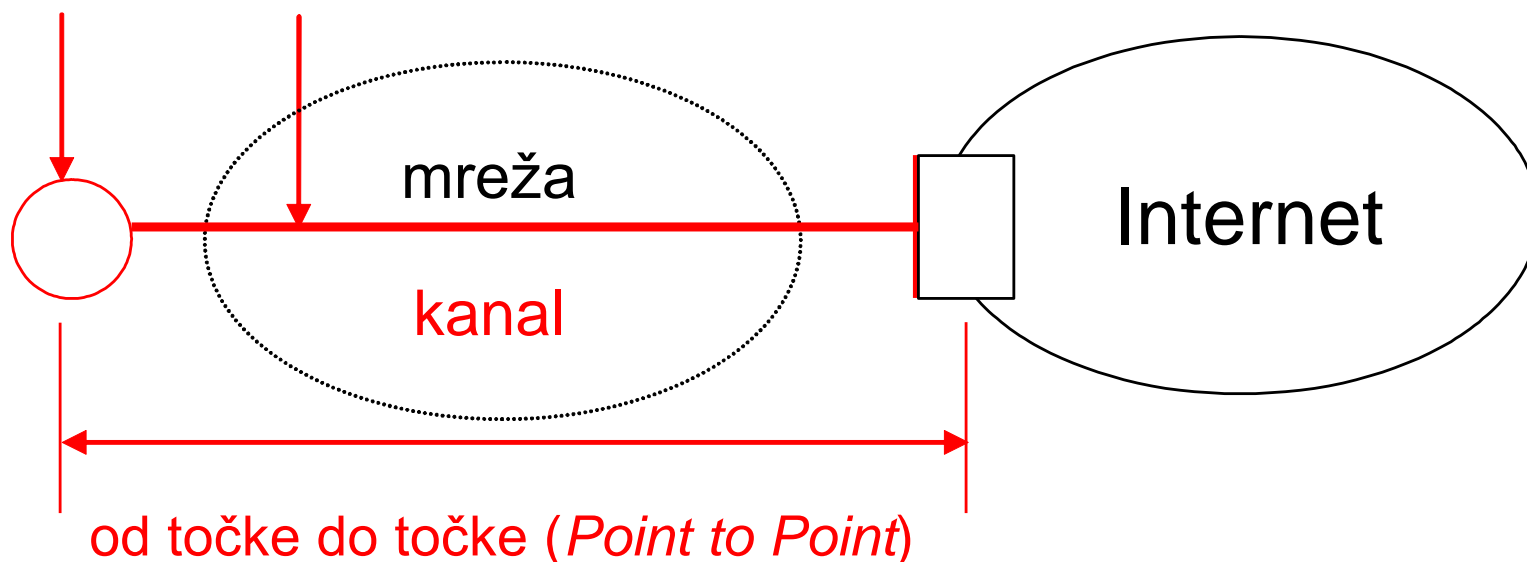 mreža
Internet
kanal
od točke do točke (Point to Point)